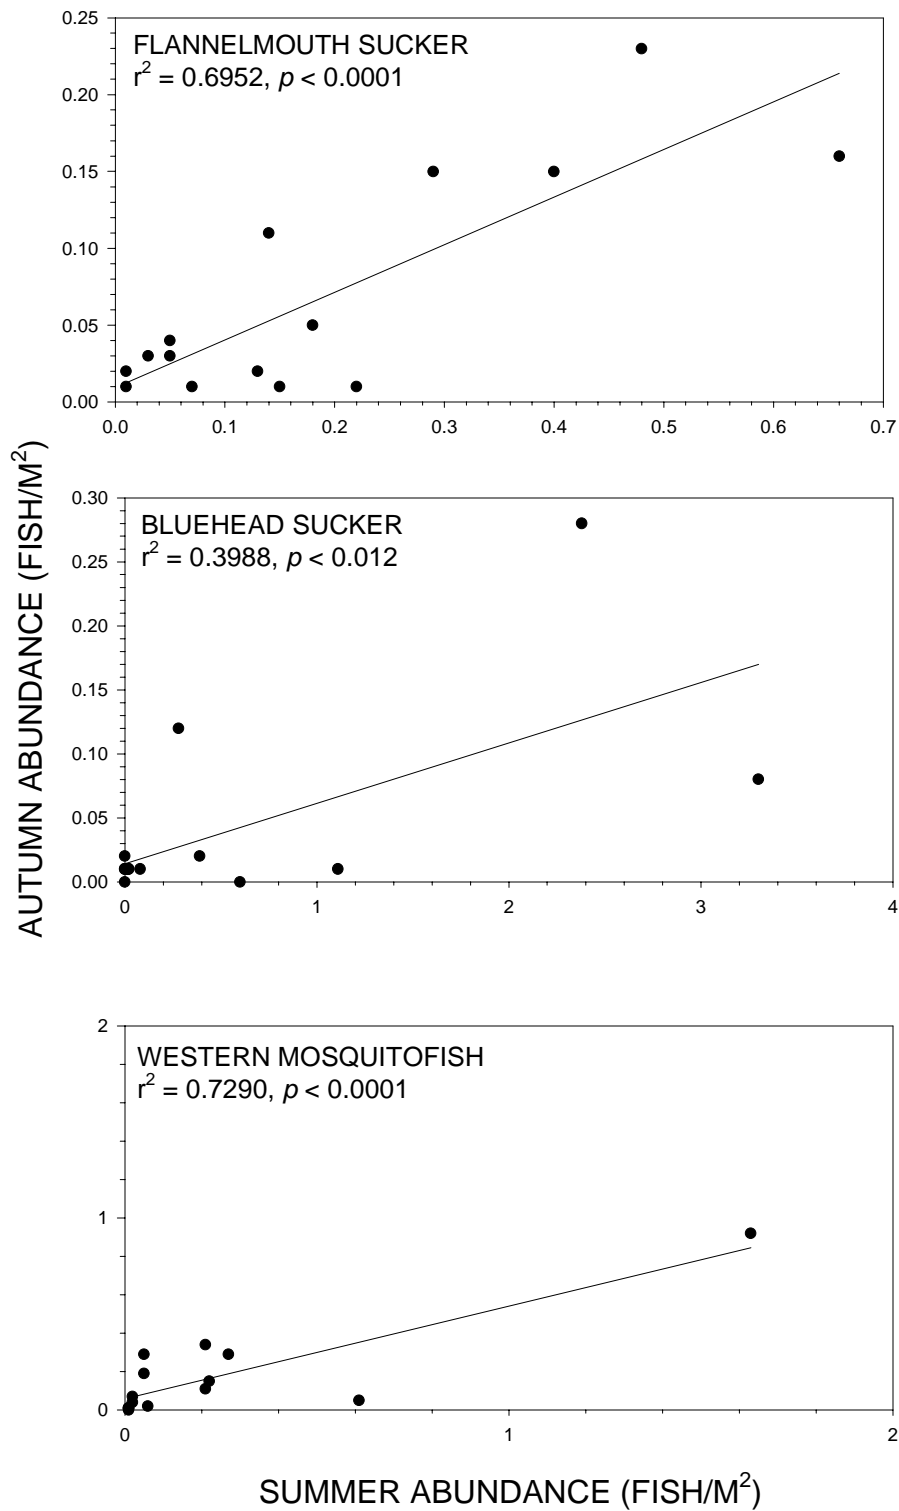 FLANNELMOUTH SUCKER
r² = 0.6952, p < 0.0001
0.25
0.20
0.15
0.10
0.05
0.00
0.0 0.1 0.2 0.3 0.4 0.5 0.6 0.7
AUTUMN ABUNDANCE (FISH/M²)
BLUEHEAD SUCKER
r² = 0.3988, p < 0.012
0.30
0.25
0.20
0.15
0.10
0.05
0.00
0 1 2 3 4
WESTERN MOSQUITOFISH
r² = 0.7290, p < 0.0001
2
1
0
0 1 2
SUMMER ABUNDANCE (FISH/M²)